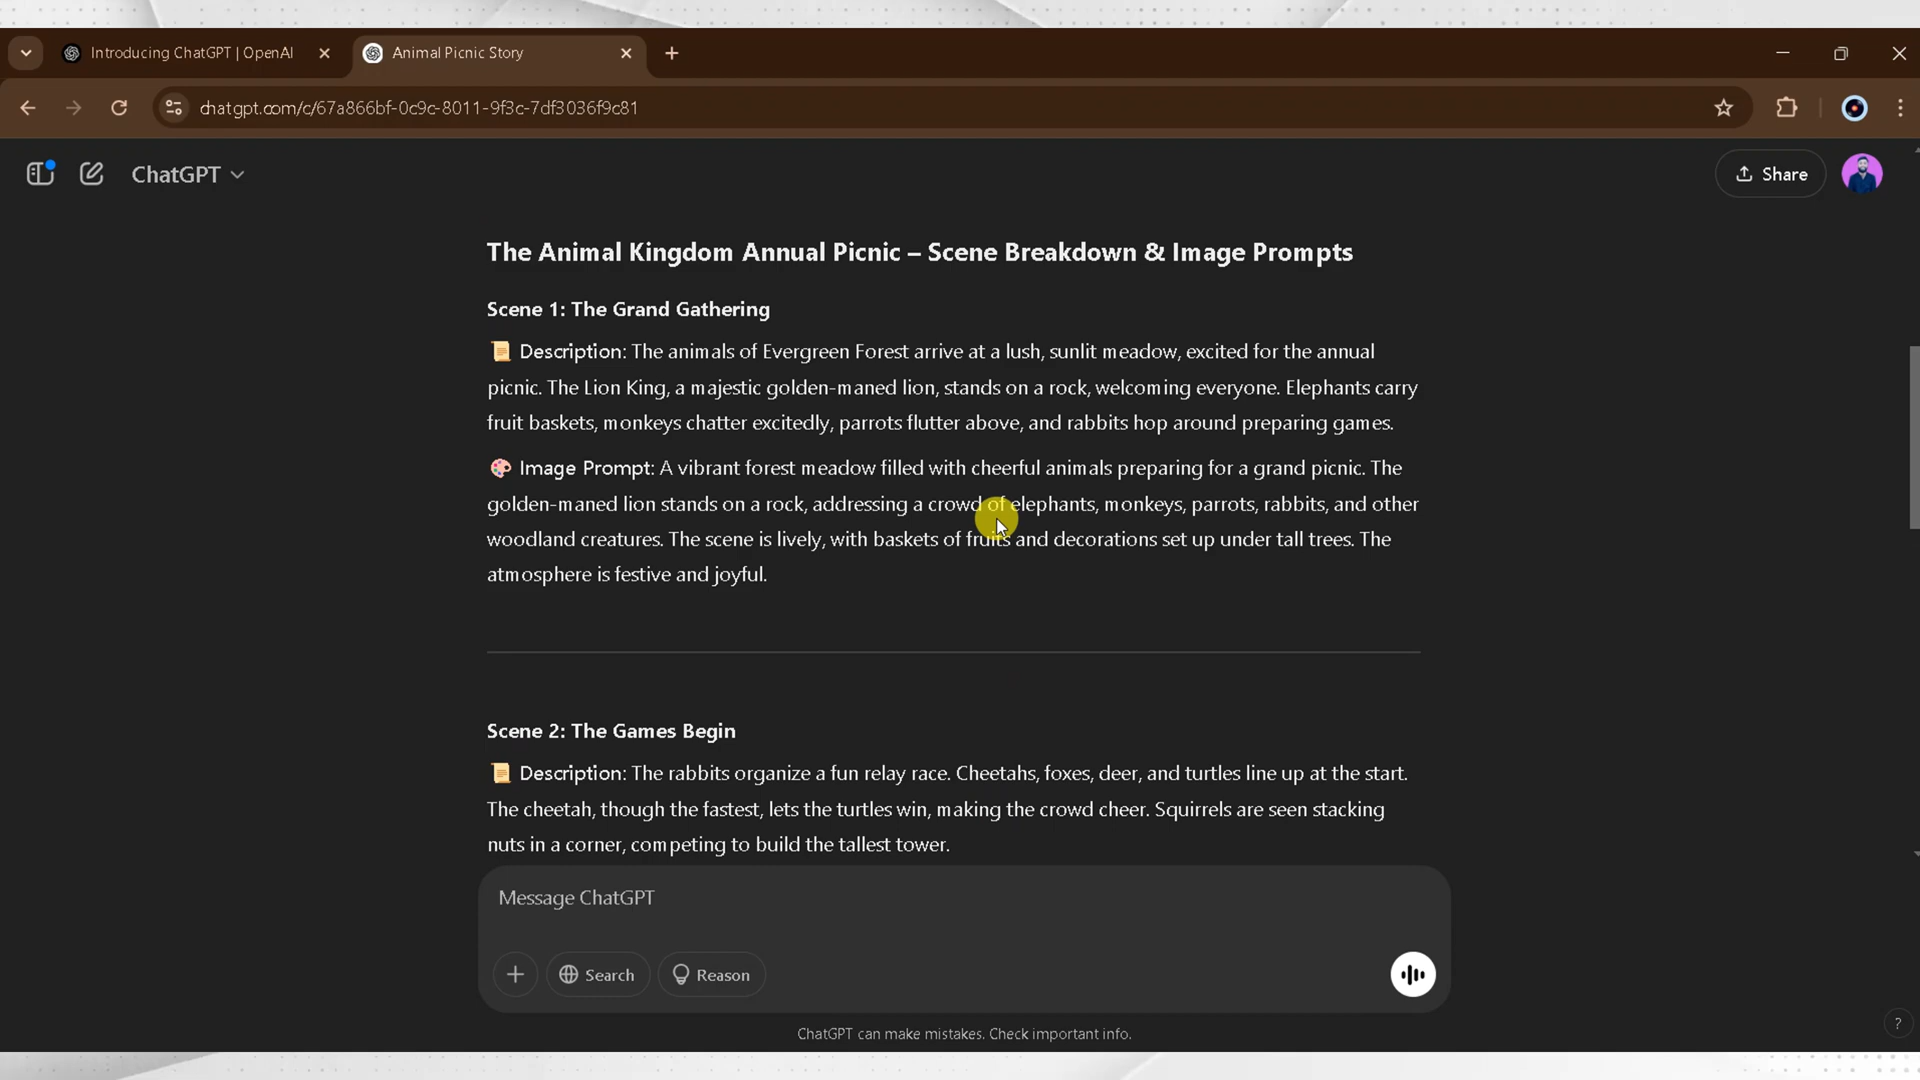 Introducing ChatGPT | OpenAI
Animal Picnic Story
chatgpt.com/c/67a866bf-0c9c-8011-9f3c-7df3036f9c81
ChatGPT
Share
The Animal Kingdom Annual Picnic – Scene Breakdown & Image Prompts
Scene 1: The Grand Gathering
📜 Description: The animals of Evergreen Forest arrive at a lush, sunlit meadow, excited for the annual
picnic. The Lion King, a majestic golden-maned lion, stands on a rock, welcoming everyone. Elephants carry
fruit baskets, monkeys chatter excitedly, parrots flutter above, and rabbits hop around preparing games.
🎨 Image Prompt: A vibrant forest meadow filled with cheerful animals preparing for a grand picnic. The
golden-maned lion stands on a rock, addressing a crowd of elephants, monkeys, parrots, rabbits, and other
woodland creatures. The scene is lively, with baskets of fruits and decorations set up under tall trees. The
atmosphere is festive and joyful.
Scene 2: The Games Begin
📜 Description: The rabbits organize a fun relay race. Cheetahs, foxes, deer, and turtles line up at the start.
The cheetah, though the fastest, lets the turtles win, making the crowd cheer. Squirrels are seen stacking
nuts in a corner, competing to build the tallest tower.
Message ChatGPT
Search
Reason
ChatGPT can make mistakes. Check important info.
?